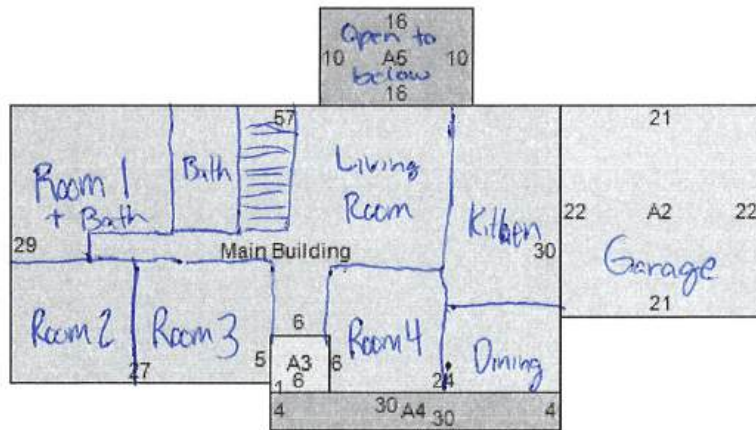 16
Open to
10 A5 10
below
16
57
21
Room 1
+ Bath
Bath
Living
Room
Kitchen
22 A2 22
Garage
29
Main Building
30
21
Room 2
Room 3
6
5
A3
6
Room 4
Dining
27
1
6
24
4
30 A4
30
4